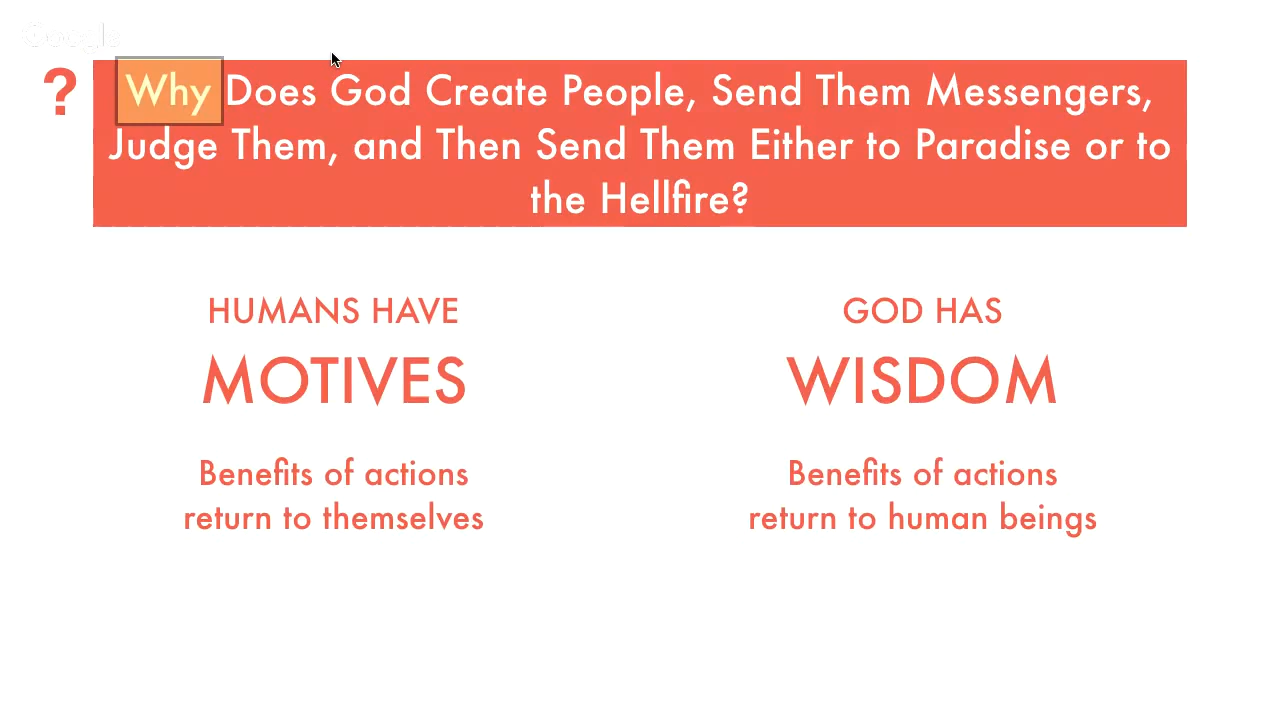 Google
? Why Does God Create People, Send Them Messengers,
Judge Them, and Then Send Them Either to Paradise or to
the Hellfire?
HUMANS HAVE
MOTIVES
Benefits of actions
return to themselves
GOD HAS
WISDOM
Benefits of actions
return to human beings